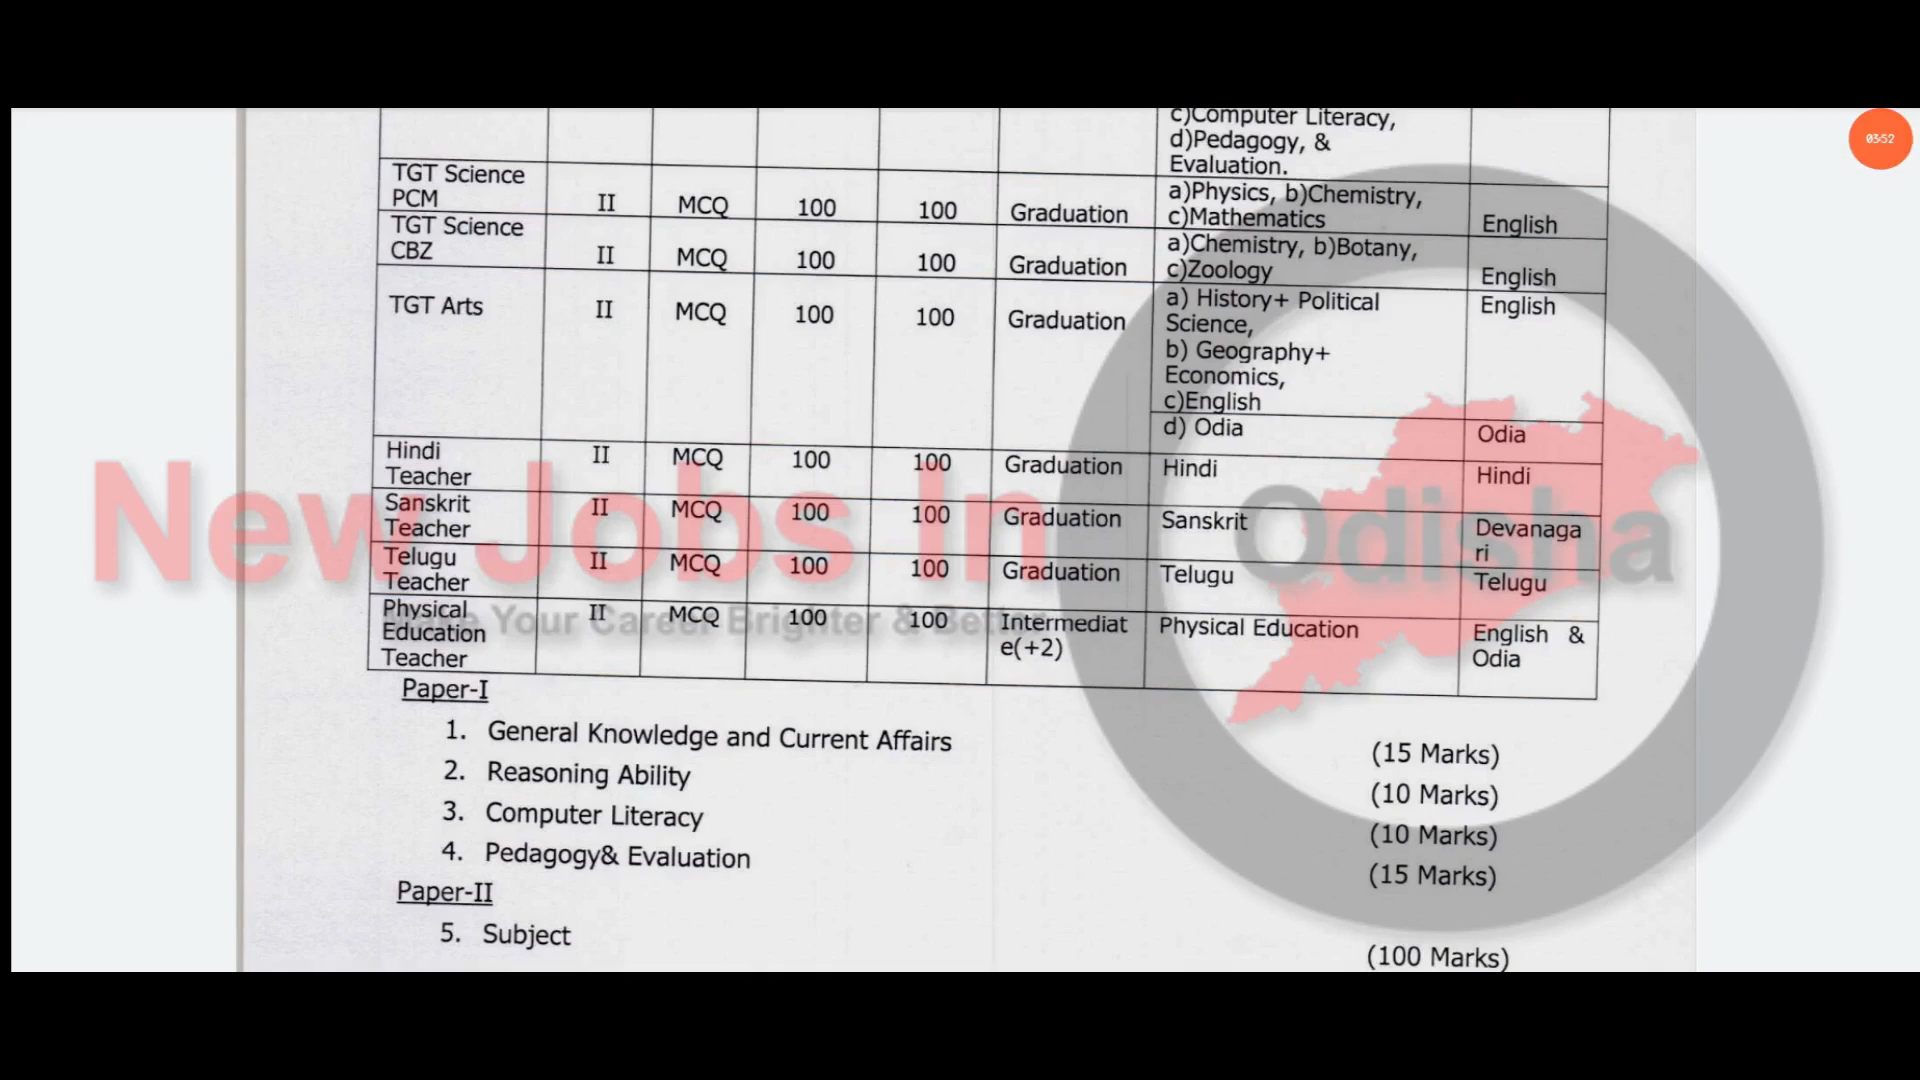 c)Computer Literacy,
d)Pedagogy, &
Evaluation.
03:52
TGT Science
PCM
II
MCQ
100
100
Graduation
a)Physics, b)Chemistry,
c)Mathematics
English
TGT Science
CBZ
II
MCQ
100
100
Graduation
a)Chemistry, b)Botany,
c)Zoology
English
TGT Arts
II
MCQ
100
100
Graduation
a) History+ Political
Science,
b) Geography+
Economics,
c)English
English
d) Odia
Odia
Hindi
Teacher
II
MCQ
100
100
Graduation
Hindi
Hindi
Sanskrit
Teacher
II
MCQ
100
100
Graduation
Sanskrit
Devanaga
ri
Telugu
Teacher
II
MCQ
100
100
Graduation
Telugu
Telugu
Physical
Education
Teacher
II
MCQ
100
100
Intermediat
e(+2)
Physical Education
English &
Odia
New Jobs In Odisha
Make Your Career Brighter & Better
Paper-I
1. General Knowledge and Current Affairs (15 Marks)
2. Reasoning Ability (10 Marks)
3. Computer Literacy (10 Marks)
4. Pedagogy& Evaluation (15 Marks)
Paper-II
5. Subject (100 Marks)